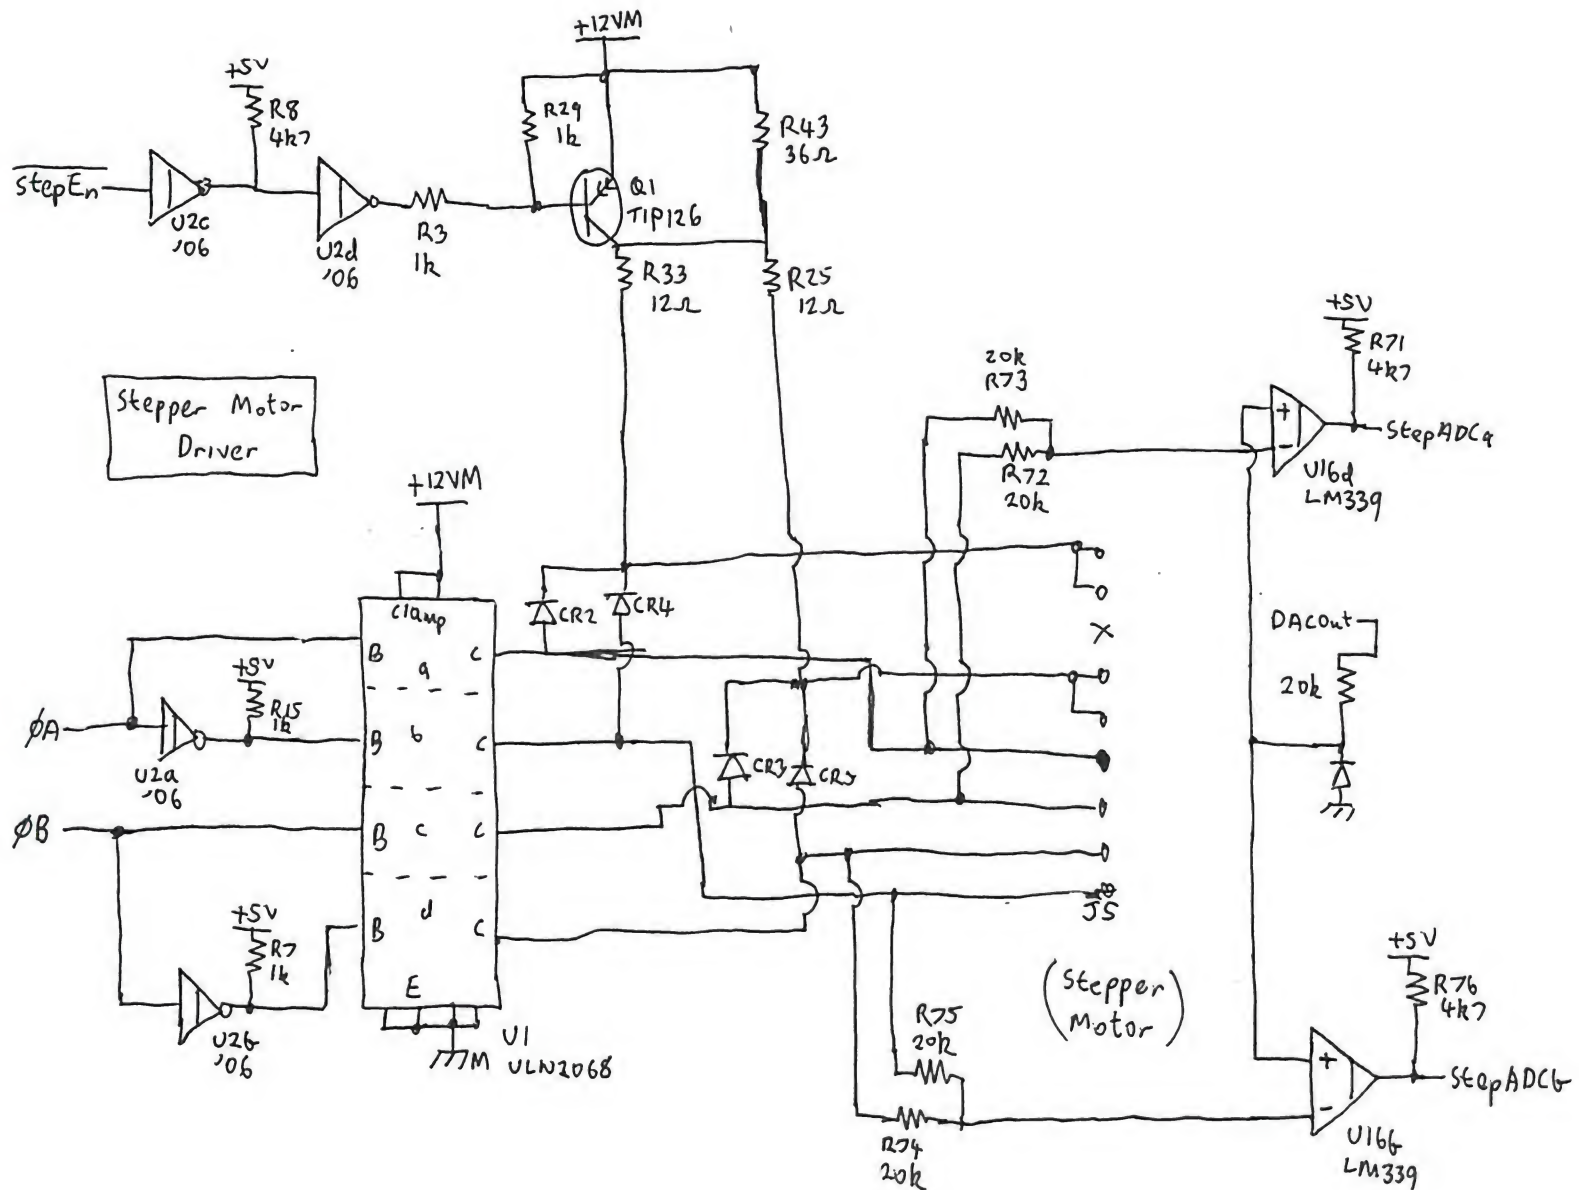 +12VM
+5V
R8
4k7
R29
1k
R43
36Ω
StepEn
U2c
'06
U2d
'06
R3
1k
Q1
TIP126
R33
12Ω
R25
12Ω
+5V
R71
4k7
20k
R73
R72
20k
StepADCa
U16d
LM339
Stepper Motor
Driver
+12VM
Clamp
CR2
CR4
B a C
+5V
R15
1k
ØA
B b C
U2a
'06
X
DACOut
20k
CR3
CR5
ØB
B c C
B d C
+5V
R7
1k
J5
E
U2b
'06
M
U1
ULN2068
(Stepper
Motor)
R75
20k
R74
20k
+5V
R76
4k7
+
-
+
-
StepADCb
U16b
LM339